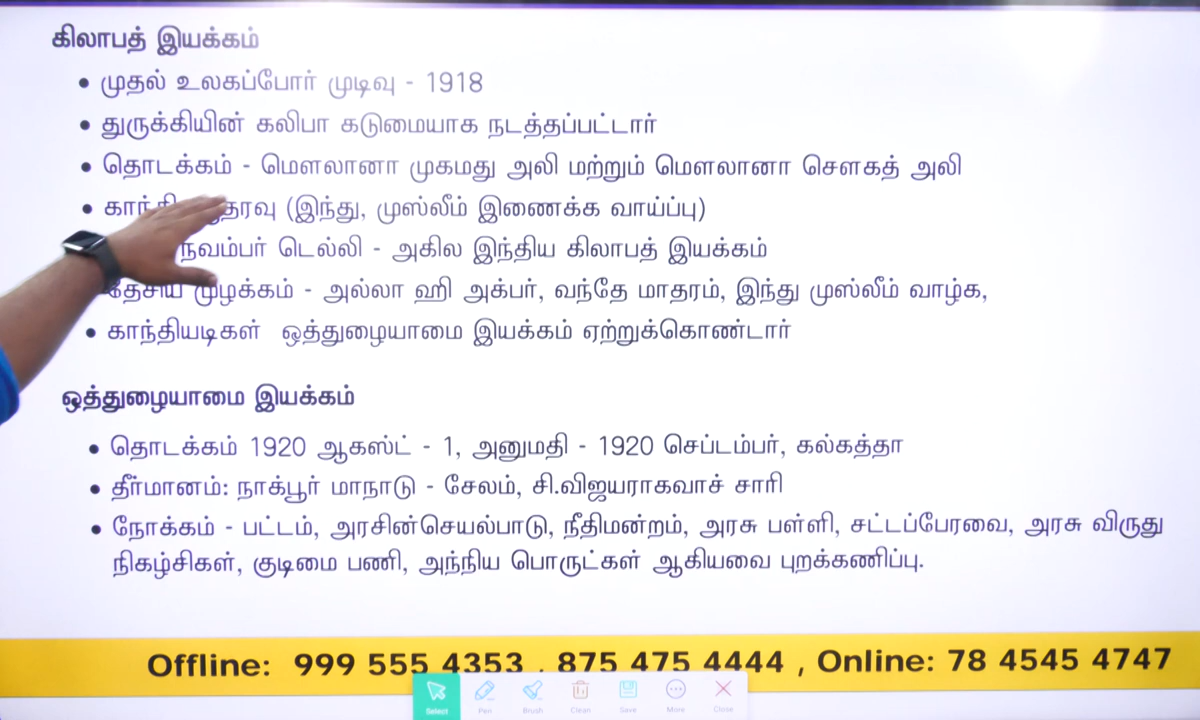 கிலாபத் இயக்கம்
• முதல் உலகப்போர் முடிவு - 1918
• துருக்கியின் கலிபா கடுமையாக நடத்தப்பட்டார்
• தொடக்கம் - மௌலானா முகமது அலி மற்றும் மௌலானா சௌகத் அலி
• (இந்து, முஸ்லீம் இணைக்க வாய்ப்பு)
நவம்பர் டெல்லி - அகில இந்திய கிலாபத் இயக்கம்
தேசிய முழக்கம் - அல்லா ஹி அக்பர், வந்தே மாதரம், இந்து முஸ்லீம் வாழ்க,
• காந்தியடிகள் ஒத்துழையாமை இயக்கம் ஏற்றுக்கொண்டார்
ஒத்துழையாமை இயக்கம்
• தொடக்கம் 1920 ஆகஸ்ட் - 1, அனுமதி - 1920 செப்டம்பர், கல்கத்தா
• தீர்மானம்: நாக்பூர் மாநாடு - சேலம், சி.விஜயராகவாச் சாரி
• நோக்கம் - பட்டம், அரசின்செயல்பாடு, நீதிமன்றம், அரசு பள்ளி, சட்டப்பேரவை, அரசு விருது
நிகழ்சிகள், குடிமை பணி, அந்நிய பொருட்கள் ஆகியவை புறக்கணிப்பு.
Offline: 999 555 4353 , 875 475 4444 , Online: 78 4545 4747
Select Pen Brush Clean Save More Close